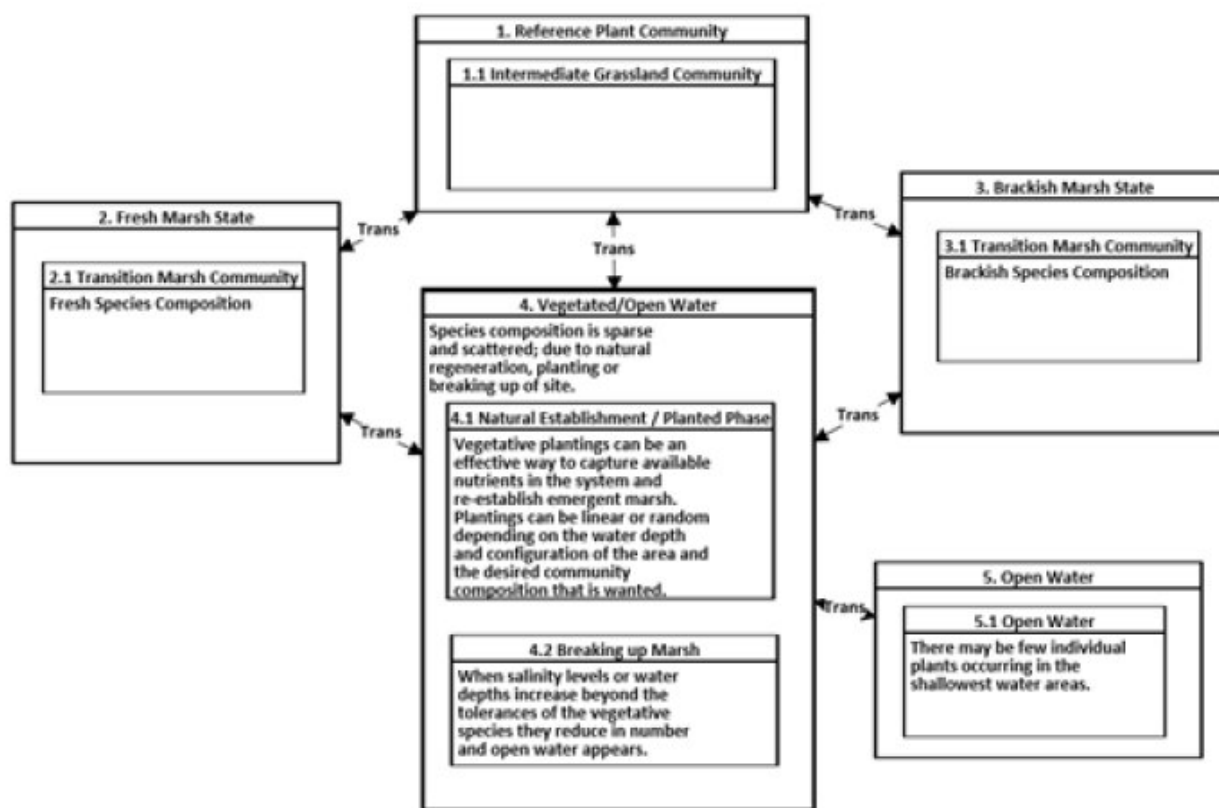 1. Reference Plant Community
1.1 Intermediate Grassland Community
2. Fresh Marsh State
2.1 Transition Marsh Community
Fresh Species Composition
Trans
Trans
Trans
3. Brackish Marsh State
3.1 Transition Marsh Community
Brackish Species Composition
4. Vegetated/Open Water
Species composition is sparse
and scattered; due to natural
regeneration, planting or
breaking up of site.
4.1 Natural Establishment / Planted Phase
Vegetative plantings can be an
effective way to capture available
nutrients in the system and
re-establish emergent marsh.
Plantings can be linear or random
depending on the water depth
and configuration of the area and
the desired community
composition that is wanted.
4.2 Breaking up Marsh
When salinity levels or water
depths increase beyond the
tolerances of the vegetative
species they reduce in number
and open water appears.
Trans
Trans
Trans
5. Open Water
5.1 Open Water
There may be few individual
plants occurring in the
shallowest water areas.